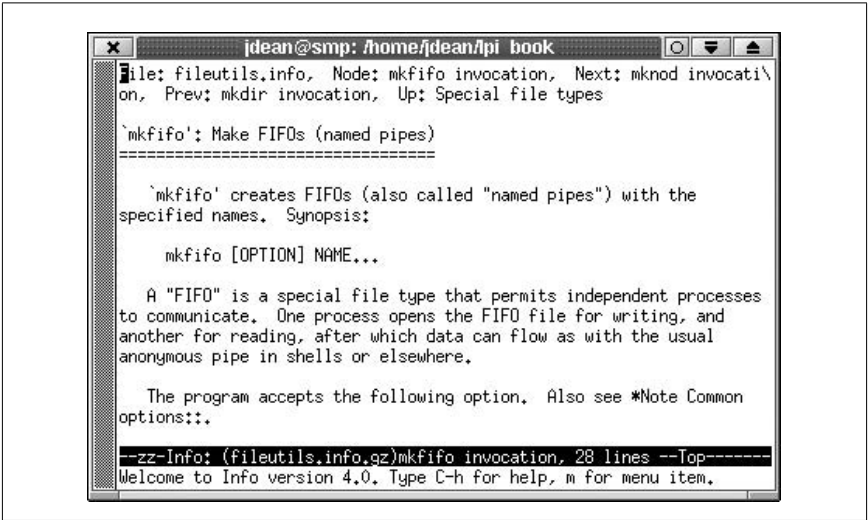 jdean@smp: /home/jdean/lpi_book
File: fileutils.info,  Node: mkfifo invocation,  Next: mknod invocati\
on,  Prev: mkdir invocation,  Up: Special file types
`mkfifo': Make FIFOs (named pipes)
==================================
`mkfifo' creates FIFOs (also called "named pipes") with the
specified names.  Synopsis:
mkfifo [OPTION] NAME...
A "FIFO" is a special file type that permits independent processes
to communicate.  One process opens the FIFO file for writing, and
another for reading, after which data can flow as with the usual
anonymous pipe in shells or elsewhere.
The program accepts the following option.  Also see *Note Common
options::.
--zz-Info: (fileutils.info.gz)mkfifo invocation, 28 lines --Top-------
Welcome to Info version 4.0. Type C-h for help, m for menu item.